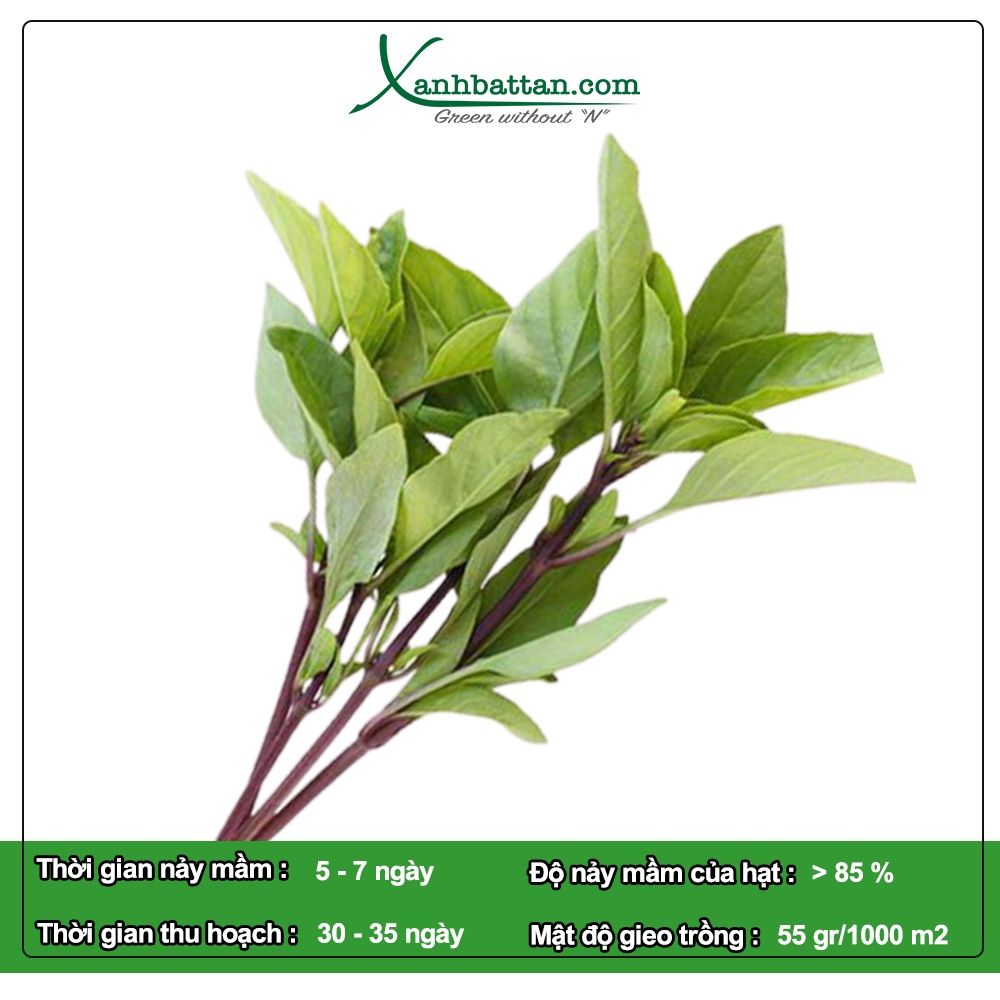 Xanhbattan.com
Green without "N"
Thời gian nảy mầm : 5 - 7 ngày
Độ nảy mầm của hạt : > 85 %
Thời gian thu hoạch : 30 - 35 ngày
Mật độ gieo trồng : 55 gr/1000 m2